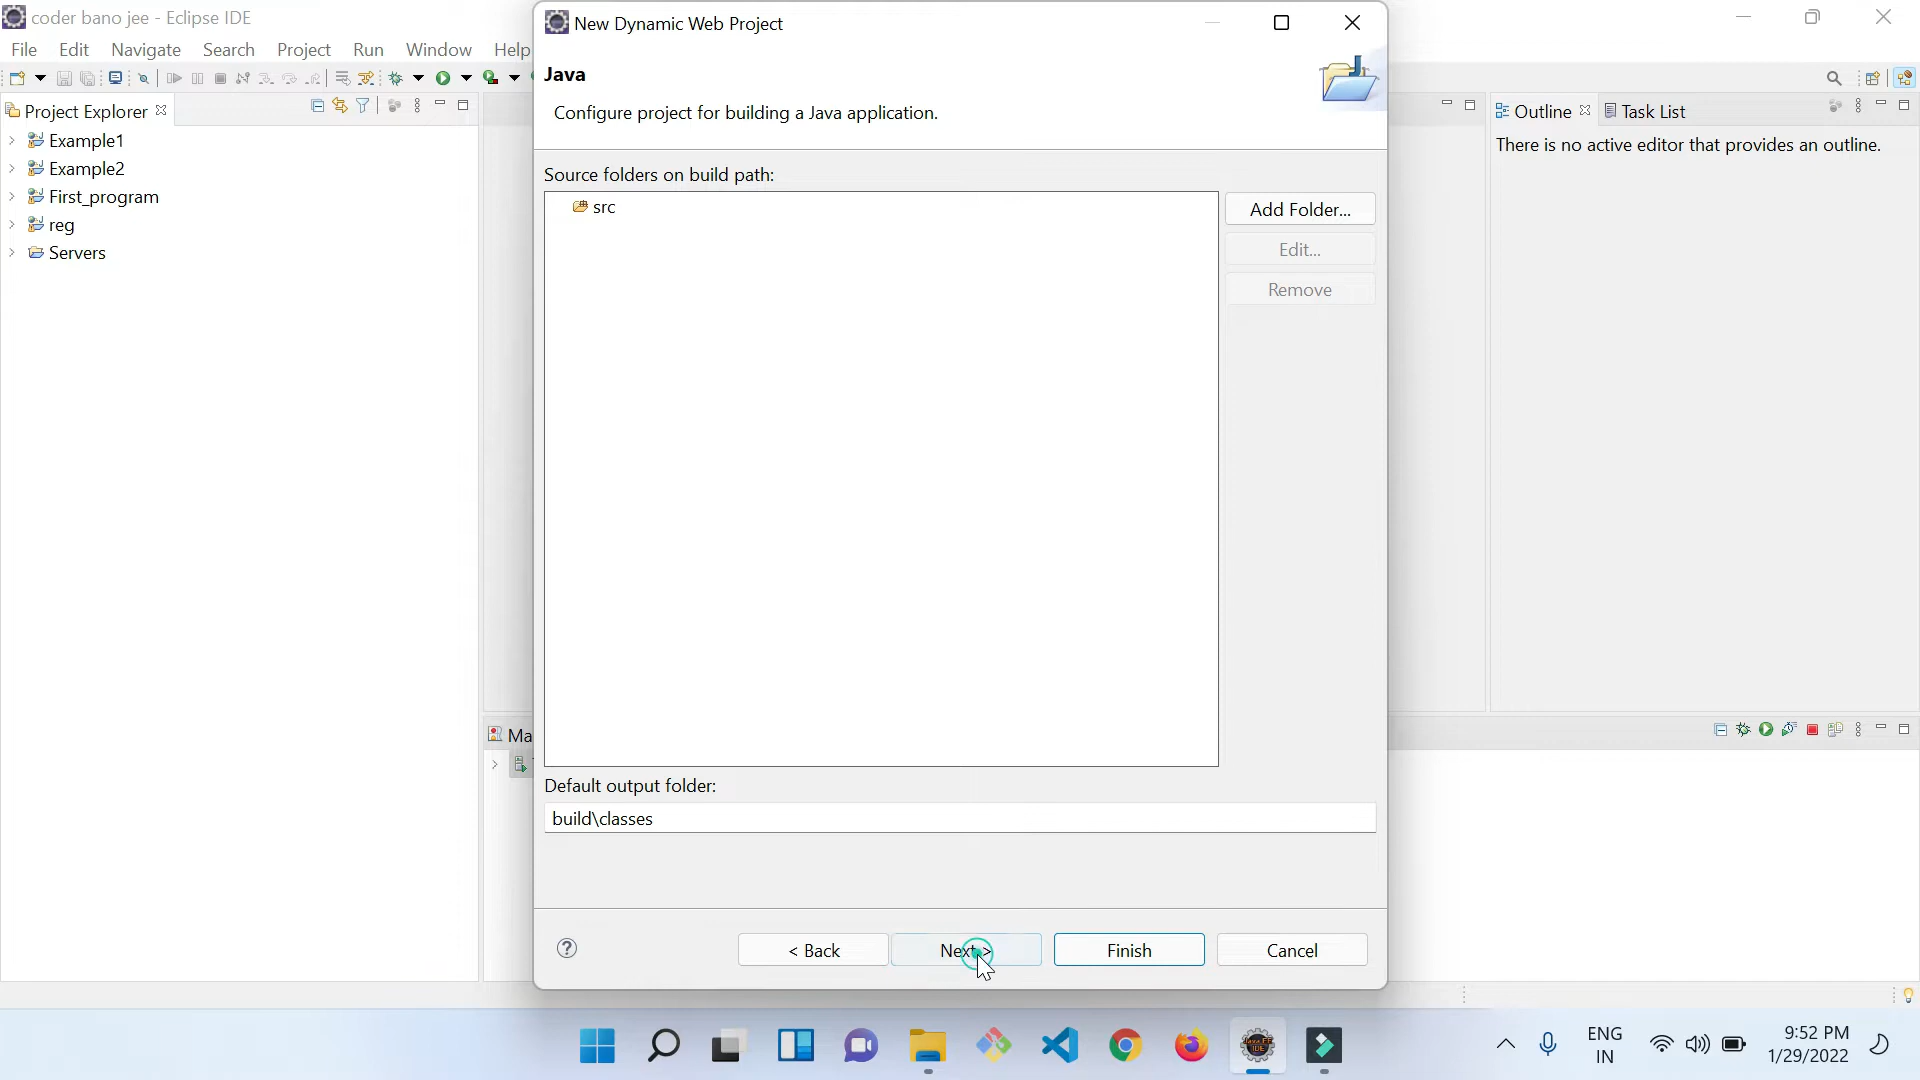 coder bano jee - Eclipse IDE
File Edit Navigate Search Project Run Window Help
Project Explorer
Example1
Example2
First_program
reg
Servers
New Dynamic Web Project
Java
Configure project for building a Java application.
Source folders on build path:
src
Add Folder...
Edit...
Remove
Default output folder:
build\classes
< Back
Next >
Finish
Cancel
Outline
Task List
There is no active editor that provides an outline.
Ma
ENG
IN
9:52 PM
1/29/2022